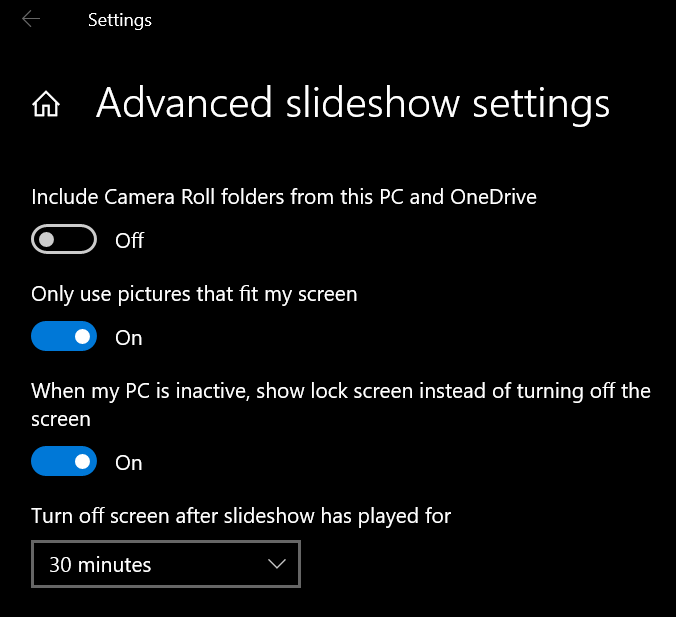 Settings
Advanced slideshow settings
Include Camera Roll folders from this PC and OneDrive
Off
Only use pictures that fit my screen
On
When my PC is inactive, show lock screen instead of turning off the
screen
On
Turn off screen after slideshow has played for
30 minutes